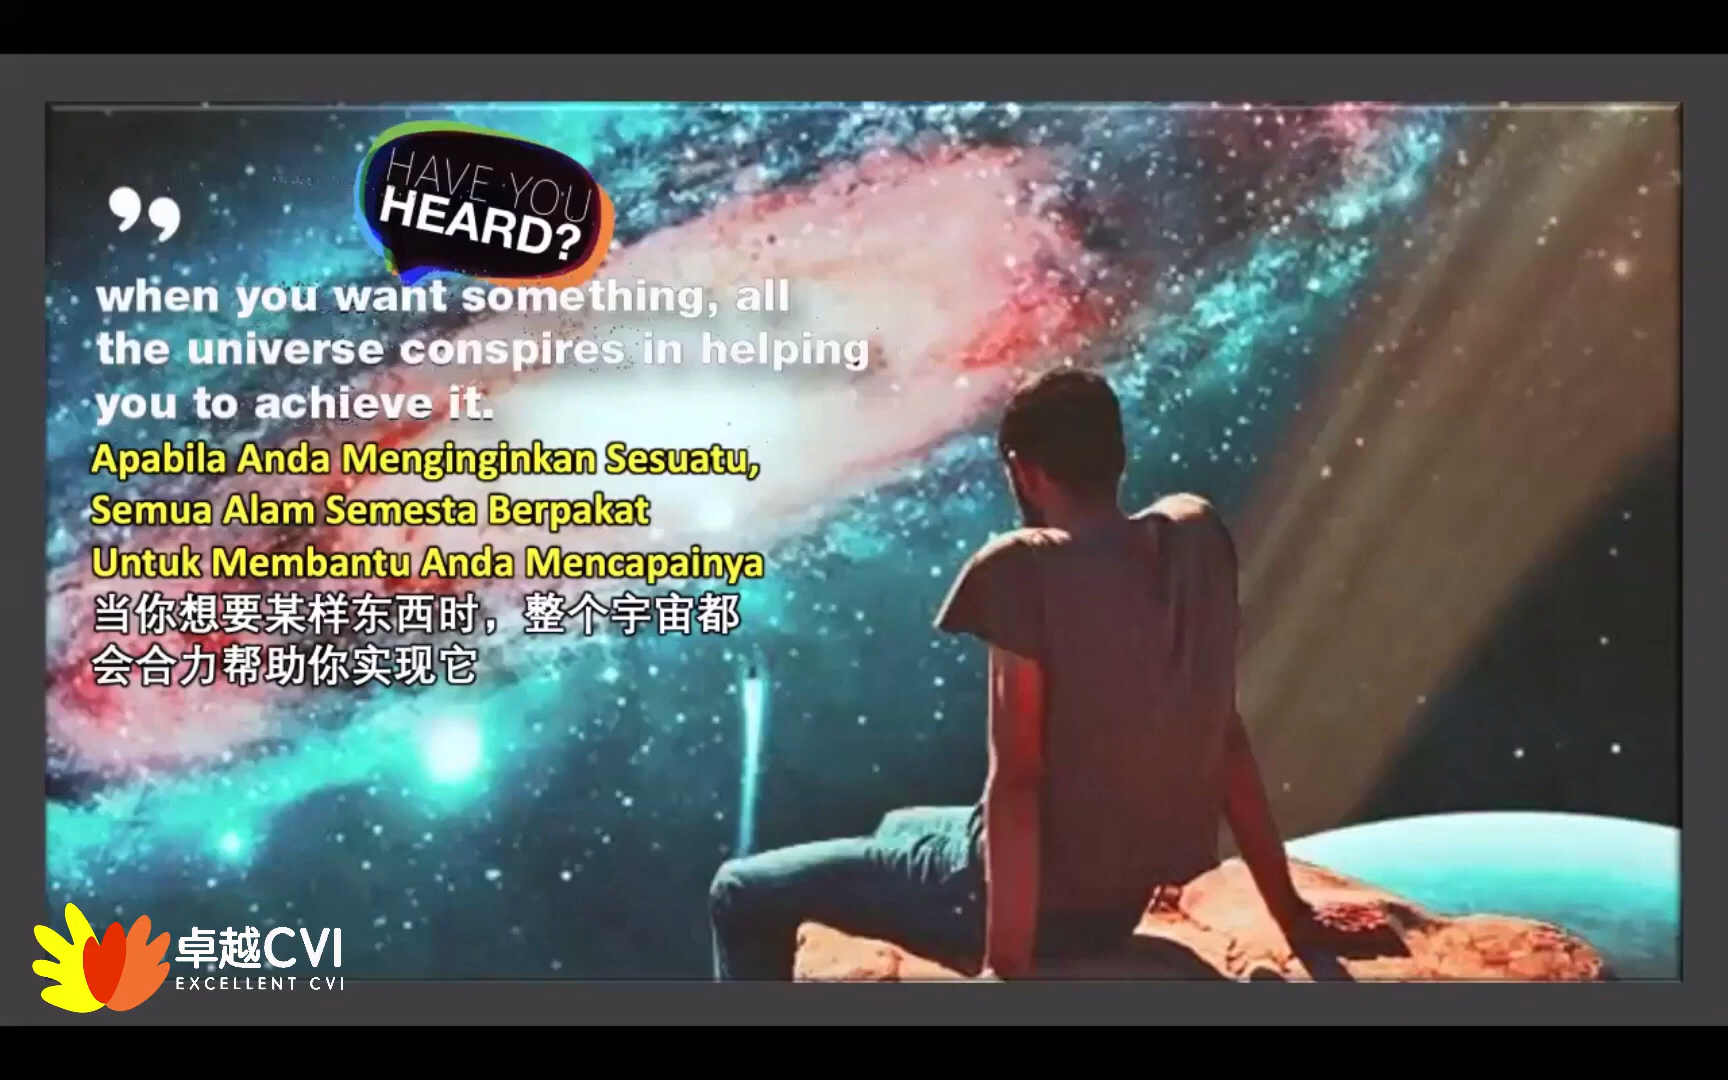 HAVE YOU
HEARD?
when you want something, all
the universe conspires in helping
you to achieve it.
Apabila Anda Menginginkan Sesuatu,
Semua Alam Semesta Berpakat
Untuk Membantu Anda Mencapainya
当你想要某样东西时，整个宇宙都
会合力帮助你实现它
卓越CVI
EXCELLENT CVI